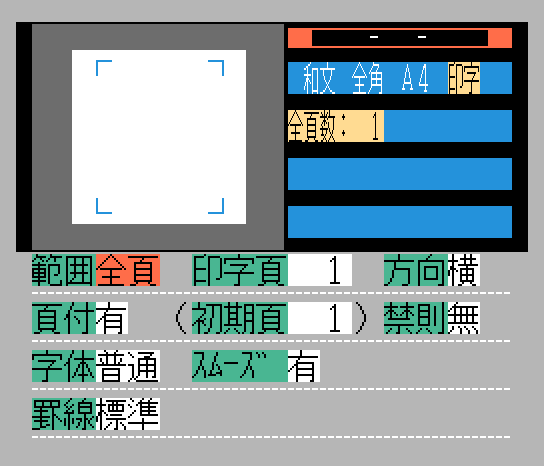 － －
和文 全角 A4 印字
全頁数： 1
範囲全頁 印字頁 1 方向横
頁付有 （初期頁 1）禁則無
字体普通 ｽﾑｰｽﾞ 有
罫線標準